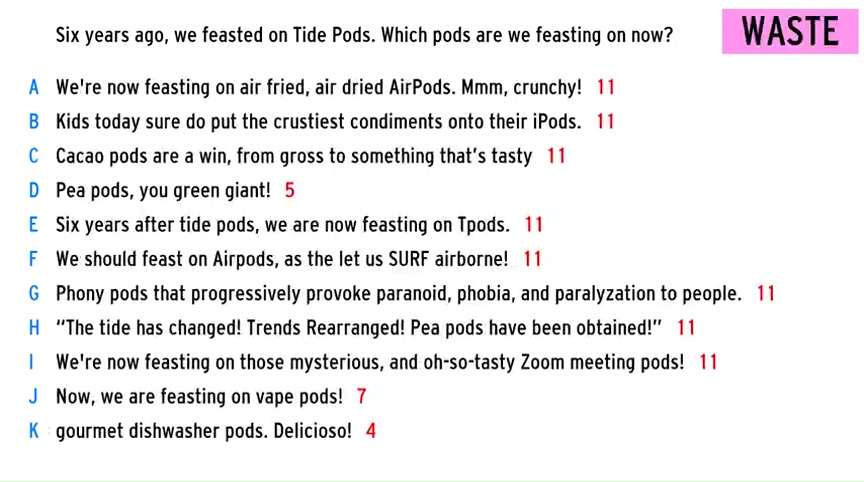 Six years ago, we feasted on Tide Pods. Which pods are we feasting on now?
WASTE
A We're now feasting on air fried, air dried AirPods. Mmm, crunchy! 11
B Kids today sure do put the crustiest condiments onto their iPods. 11
C Cacao pods are a win, from gross to something that's tasty 11
D Pea pods, you green giant! 5
E Six years after tide pods, we are now feasting on Tpods. 11
F We should feast on Airpods, as the let us SURF airborne! 11
G Phony pods that progressively provoke paranoid, phobia, and paralyzation to people. 11
H “The tide has changed! Trends Rearranged! Pea pods have been obtained!” 11
I We're now feasting on those mysterious, and oh-so-tasty Zoom meeting pods! 11
J Now, we are feasting on vape pods! 7
K gourmet dishwasher pods. Delicioso! 4